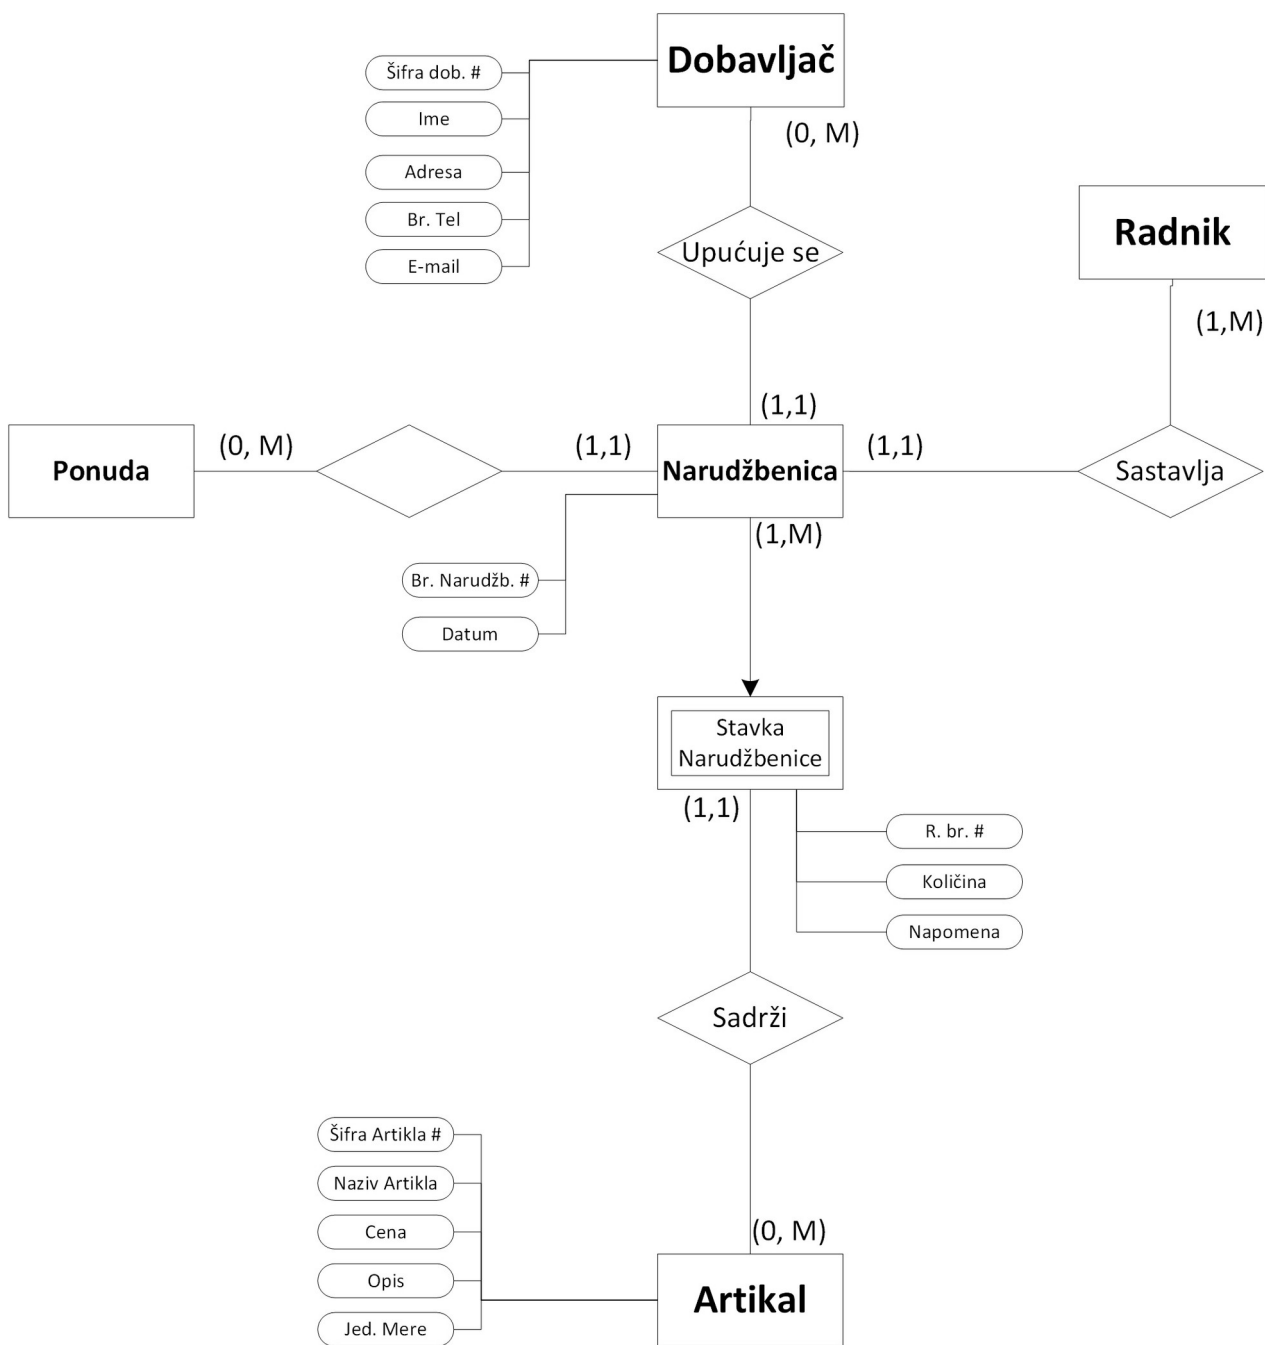 Dobavljač
Šifra dob. #
Ime
Adresa
Br. Tel
E-mail
(0, M)
Upućuje se
Radnik
(1,M)
(1,1)
Ponuda
(0, M)
(1,1)
Narudžbenica
(1,1)
Sastavlja
(1,M)
Br. Narudžb. #
Datum
Stavka
Narudžbenice
(1,1)
R. br. #
Količina
Napomena
Sadrži
Šifra Artikla #
Naziv Artikla
Cena
Opis
Jed. Mere
(0, M)
Artikal